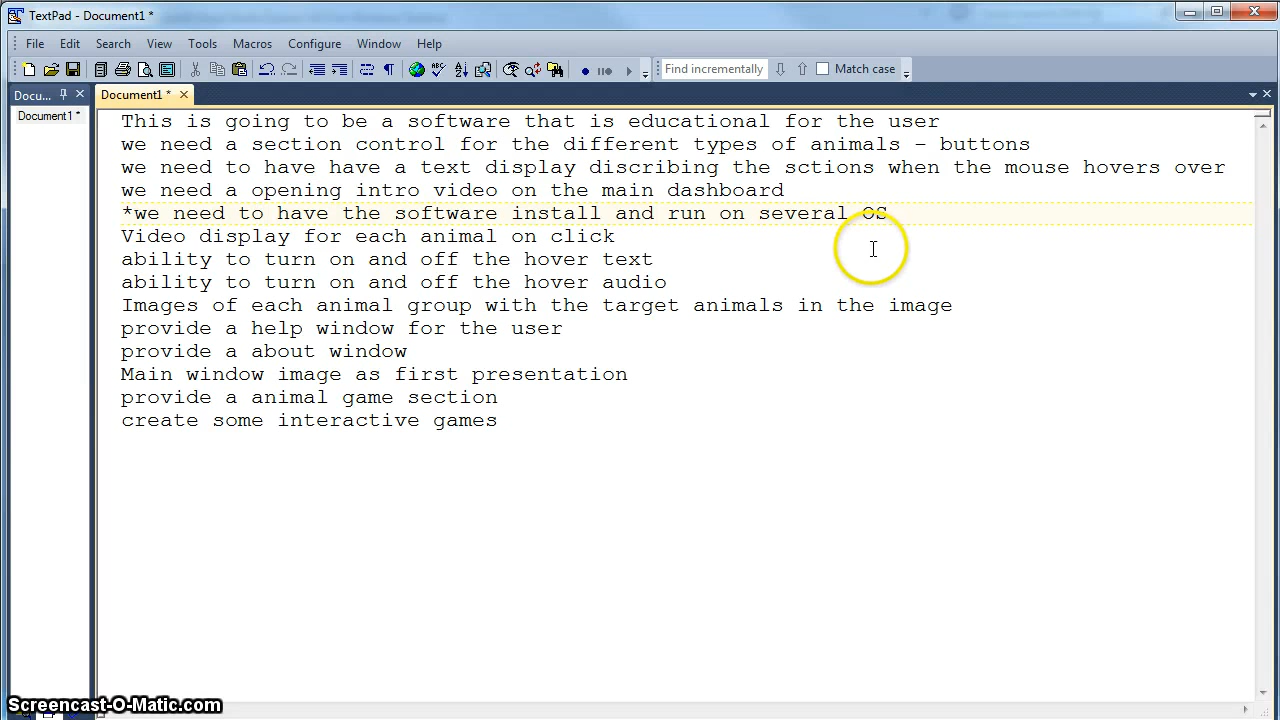 TextPad - Document1 *
File Edit Search View Tools Macros Configure Window Help
Find incrementally Match case
Docu... Document1 *
Document1 *
This is going to be a software that is educational for the user
we need a section control for the different types of animals – buttons
we need to have have a text display discribing the sctions when the mouse hovers over
we need a opening intro video on the main dashboard
*we need to have the software install and run on several OS
Video display for each animal on click
ability to turn on and off the hover text
ability to turn on and off the hover audio
Images of each animal group with the target animals in the image
provide a help window for the user
provide a about window
Main window image as first presentation
provide a animal game section
create some interactive games
Screencast-O-Matic.com